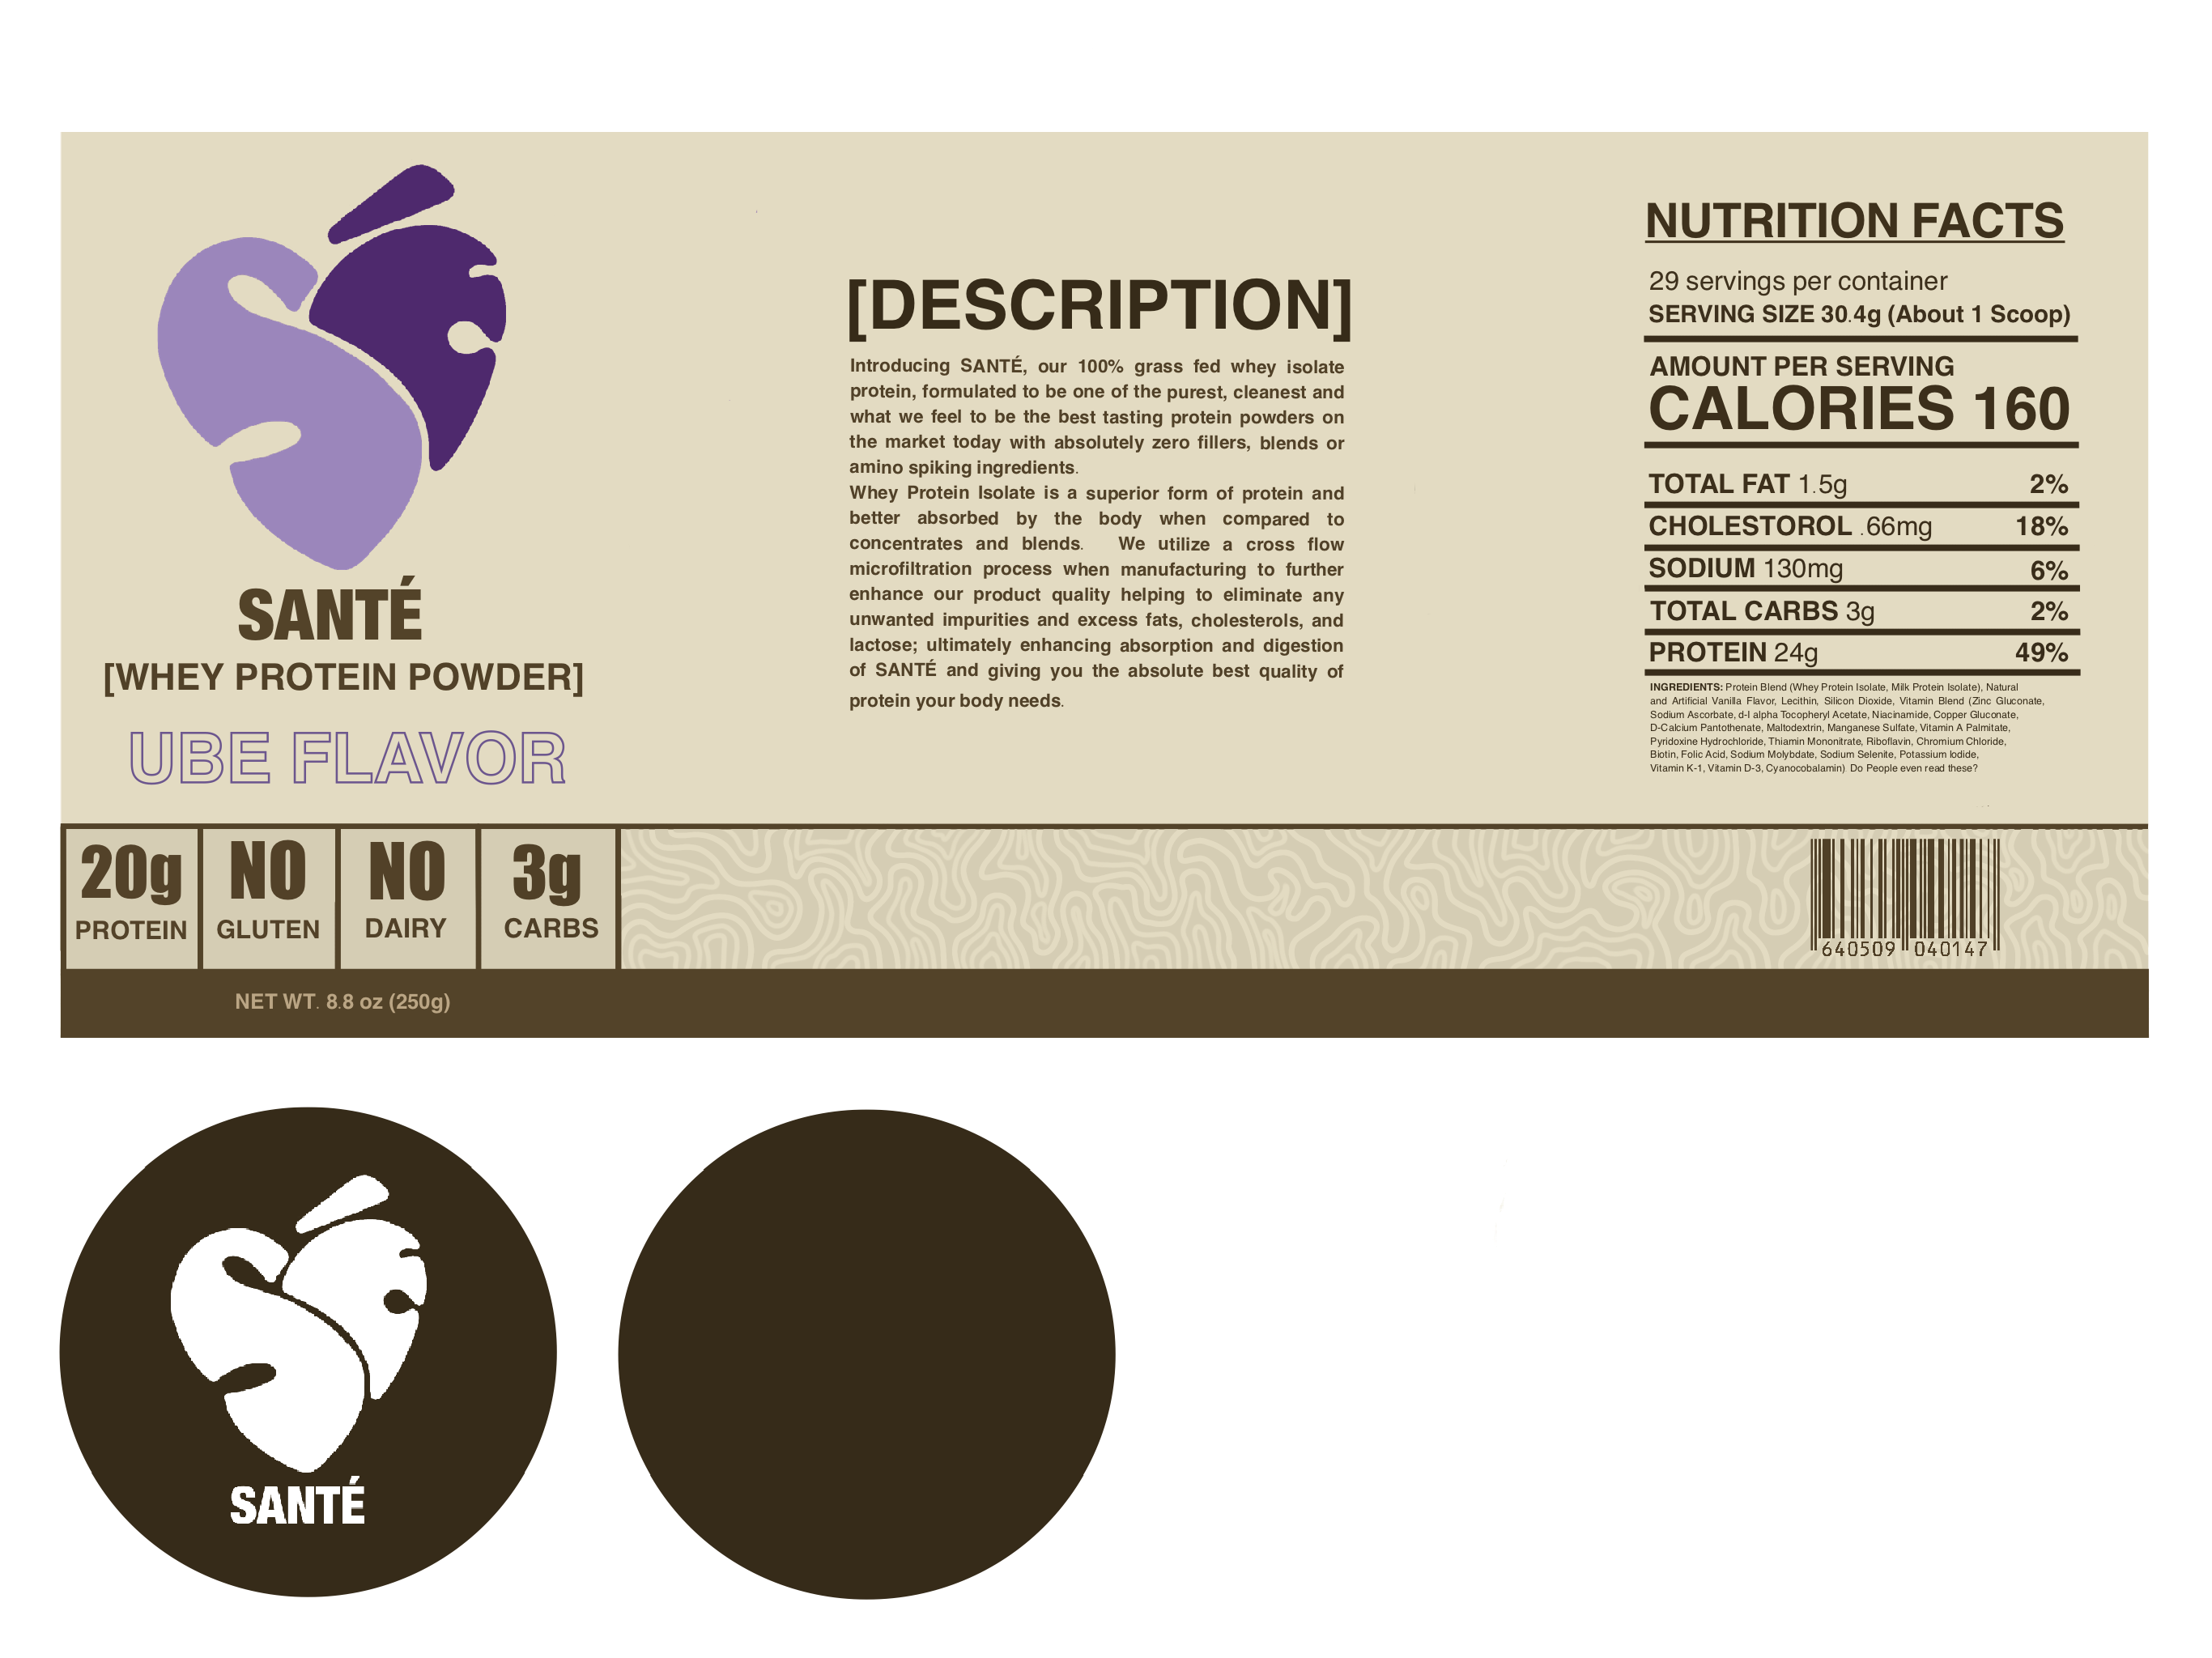 SANTÉ
[WHEY PROTEIN POWDER]
UBE FLAVOR
20g
PROTEIN
NO
GLUTEN
NO
DAIRY
3g
CARBS
NET WT. 8.8 oz (250g)
[DESCRIPTION]
Introducing SANTÉ, our 100% grass fed whey isolate
protein, formulated to be one of the purest, cleanest and
what we feel to be the best tasting protein powders on
the market today with absolutely zero fillers, blends or
amino spiking ingredients.
Whey Protein Isolate is a superior form of protein and
better absorbed by the body when compared to
concentrates and blends. We utilize a cross flow
microfiltration process when manufacturing to further
enhance our product quality helping to eliminate any
unwanted impurities and excess fats, cholesterols, and
lactose; ultimately enhancing absorption and digestion
of SANTÉ and giving you the absolute best quality of
protein your body needs.
NUTRITION FACTS
29 servings per container
SERVING SIZE 30.4g (About 1 Scoop)
AMOUNT PER SERVING
CALORIES 160
TOTAL FAT 1.5g 2%
CHOLESTOROL .66mg 18%
SODIUM 130mg 6%
TOTAL CARBS 3g 2%
PROTEIN 24g 49%
INGREDIENTS: Protein Blend (Whey Protein Isolate, Milk Protein Isolate), Natural
and Artificial Vanilla Flavor, Lecithin, Silicon Dioxide, Vitamin Blend (Zinc Gluconate,
Sodium Ascorbate, d-l alpha Tocopheryl Acetate, Niacinamide, Copper Gluconate,
D-Calcium Pantothenate, Maltodextrin, Manganese Sulfate, Vitamin A Palmitate,
Pyridoxine Hydrochloride, Thiamin Mononitrate, Riboflavin, Chromium Chloride,
Biotin, Folic Acid, Sodium Molybdate, Sodium Selenite, Potassium Iodide,
Vitamin K-1, Vitamin D-3, Cyanocobalamin) Do People even read these?
640509 040147
SANTÉ